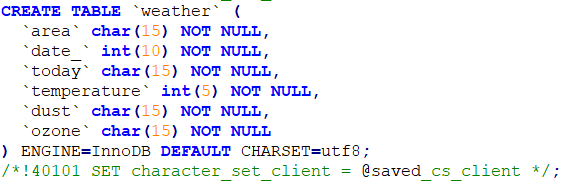 CREATE TABLE `weather` (
`area` char(15) NOT NULL,
`date_` int(10) NOT NULL,
`today` char(15) NOT NULL,
`temperature` int(5) NOT NULL,
`dust` char(15) NOT NULL,
`ozone` char(15) NOT NULL
) ENGINE=InnoDB DEFAULT CHARSET=utf8;
/*!40101 SET character_set_client = @saved_cs_client */;